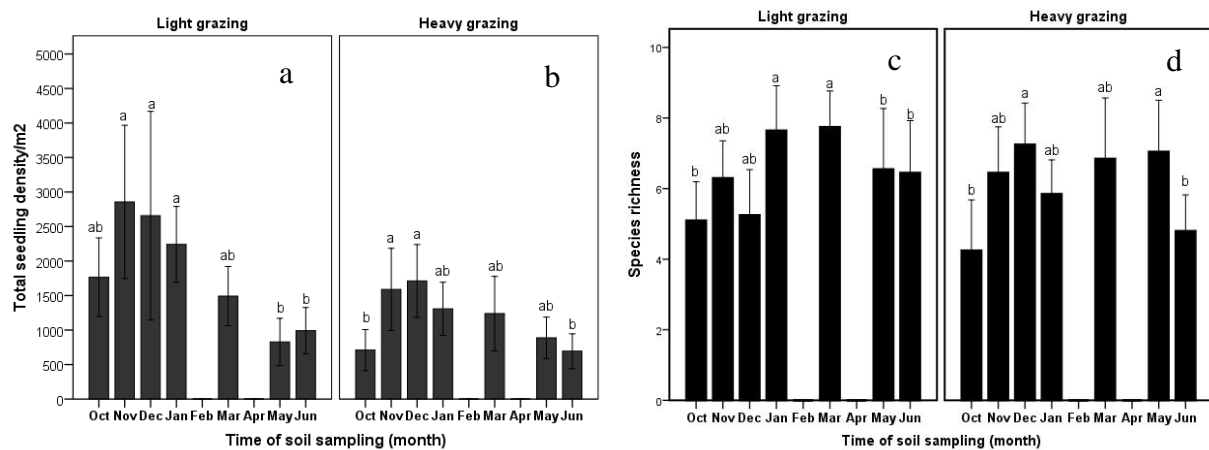 Light grazing
Heavy grazing
a
b
Total seedling density/m2
5000
4500
4000
3500
3000
2500
2000
1500
1000
500
0
ab
a
a
a
ab
b
b
b
a
a
ab
ab
ab
b
Oct Nov Dec Jan Feb Mar Apr May Jun
Oct Nov Dec Jan Feb Mar Apr May Jun
Time of soil sampling (month)
Light grazing
Heavy grazing
c
d
Species richness
10
8
6
4
2
0
b
ab
ab
a
a
b
b
b
ab
a
ab
ab
a
b
Oct Nov Dec Jan Feb Mar Apr May Jun
Oct Nov Dec Jan Feb Mar Apr May Jun
Time of soil sampling (month)